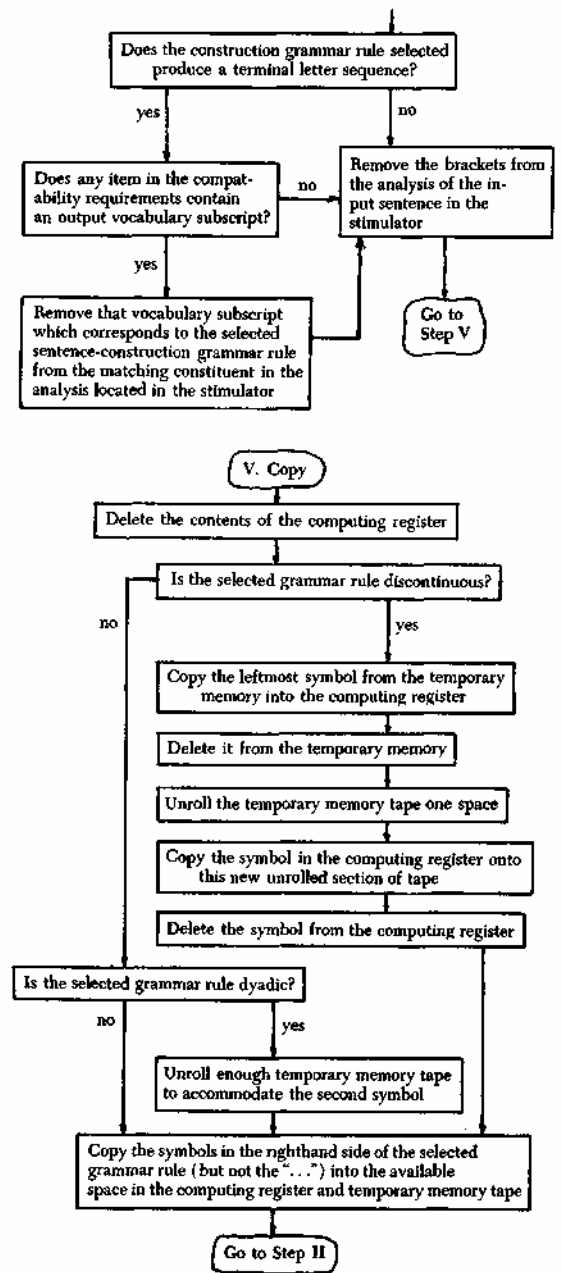 Does the construction grammar rule selected
produce a terminal letter sequence?
yes
no
Does any item in the compat-
ability requirements contain
an output vocabulary subscript?
no
Remove the brackets from
the analysis of the in-
put sentence in the
stimulator
yes
Go to
Step V
Remove that vocabulary subscript
which corresponds to the selected
sentence-construction grammar rule
from the matching constituent in the
analysis located in the stimulator
V. Copy
Delete the contents of the computing register
Is the selected grammar rule discontinuous?
no
yes
Copy the leftmost symbol from the temporary
memory into the computing register
Delete it from the temporary memory
Unroll the temporary memory tape one space
Copy the symbol in the computing register onto
this new unrolled section of tape
Delete the symbol from the computing register
Is the selected grammar rule dyadic?
no
yes
Unroll enough temporary memory tape
to accommodate the second symbol
Copy the symbols in the righthand side of the selected
grammar rule (but not the "...") into the available
space in the computing register and temporary memory tape
Go to Step II